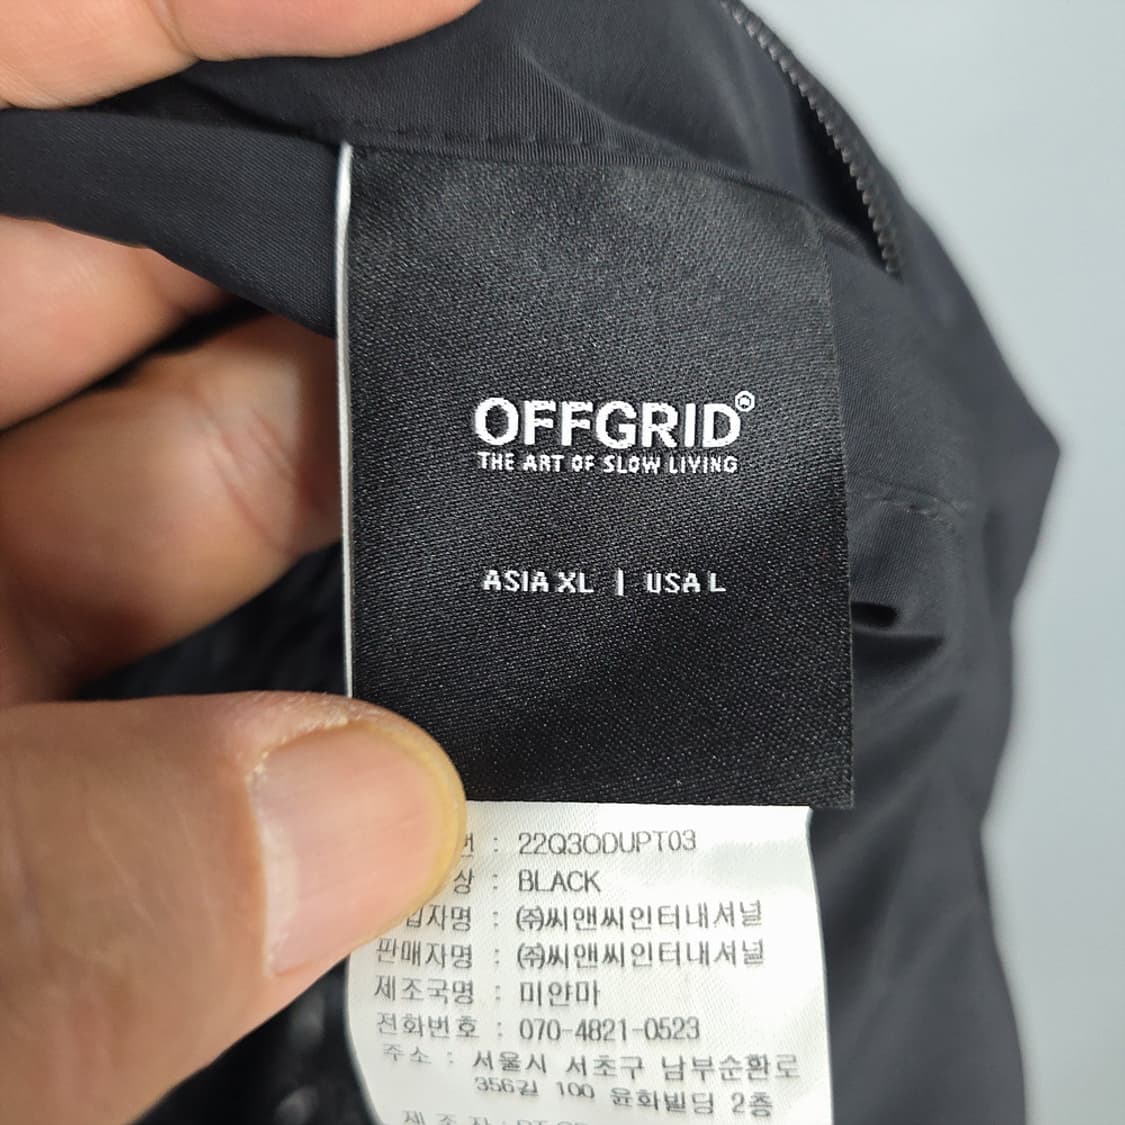 OFFGRID®
THE ART OF SLOW LIVING
ASIA XL | USA L
번 : 22Q3ODUPT03
상 : BLACK
입자명 : ㈜씨앤씨인터내셔널
판매자명 : ㈜씨앤씨인터내셔널
제조국명 : 미얀마
전화번호 : 070-4821-0523
주소 : 서울시 서초구 남부순환로
356길 100 윤화빌딩 2층
제 조 자 :